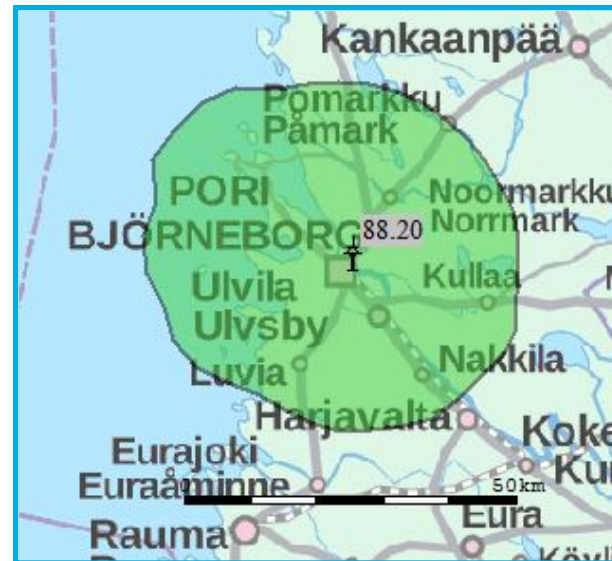 Kankaanpää
Pomarkku
Påmark
PORI
BJÖRNEBORG
88.20
Noormarkku
Norrmark
Ulvila
Ulvsby
Kullaa
Luvia
Nakkila
Harjavalta
Eurajoki
Euraåminne
0
50km
Rauma
Eura